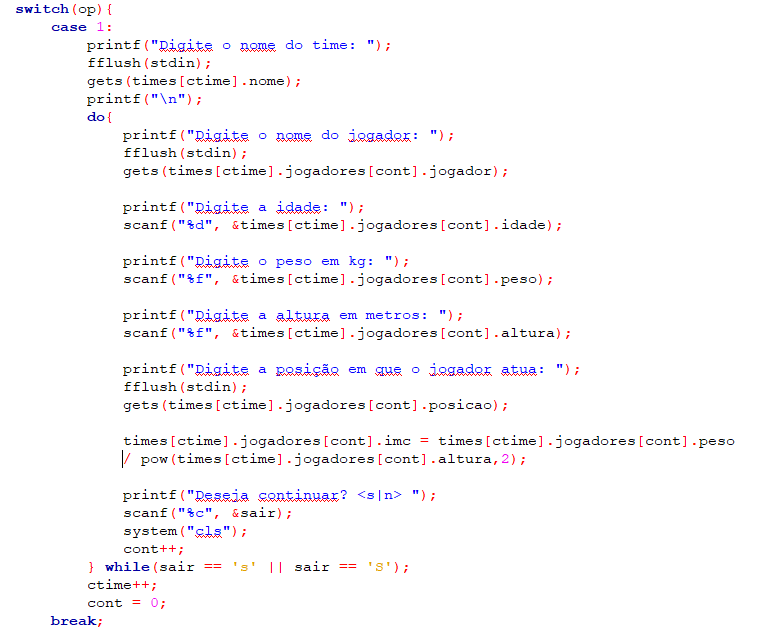 switch(op){
case 1:
printf("Digite o nome do time: ");
fflush(stdin);
gets(times[ctime].nome);
printf("\n");
do{
printf("Digite o nome do jogador: ");
fflush(stdin);
gets(times[ctime].jogadores[cont].jogador);
printf("Digite a idade: ");
scanf("%d", &times[ctime].jogadores[cont].idade);
printf("Digite o peso em kg: ");
scanf("%f", &times[ctime].jogadores[cont].peso);
printf("Digite a altura em metros: ");
scanf("%f", &times[ctime].jogadores[cont].altura);
printf("Digite a posição em que o jogador atua: ");
fflush(stdin);
gets(times[ctime].jogadores[cont].posicao);
times[ctime].jogadores[cont].imc = times[ctime].jogadores[cont].peso
/ pow(times[ctime].jogadores[cont].altura,2);
printf("Deseja continuar? <s|n> ");
scanf("%c", &sair);
system("cls");
cont++;
} while(sair == 's' || sair == 'S');
ctime++;
cont = 0;
break;